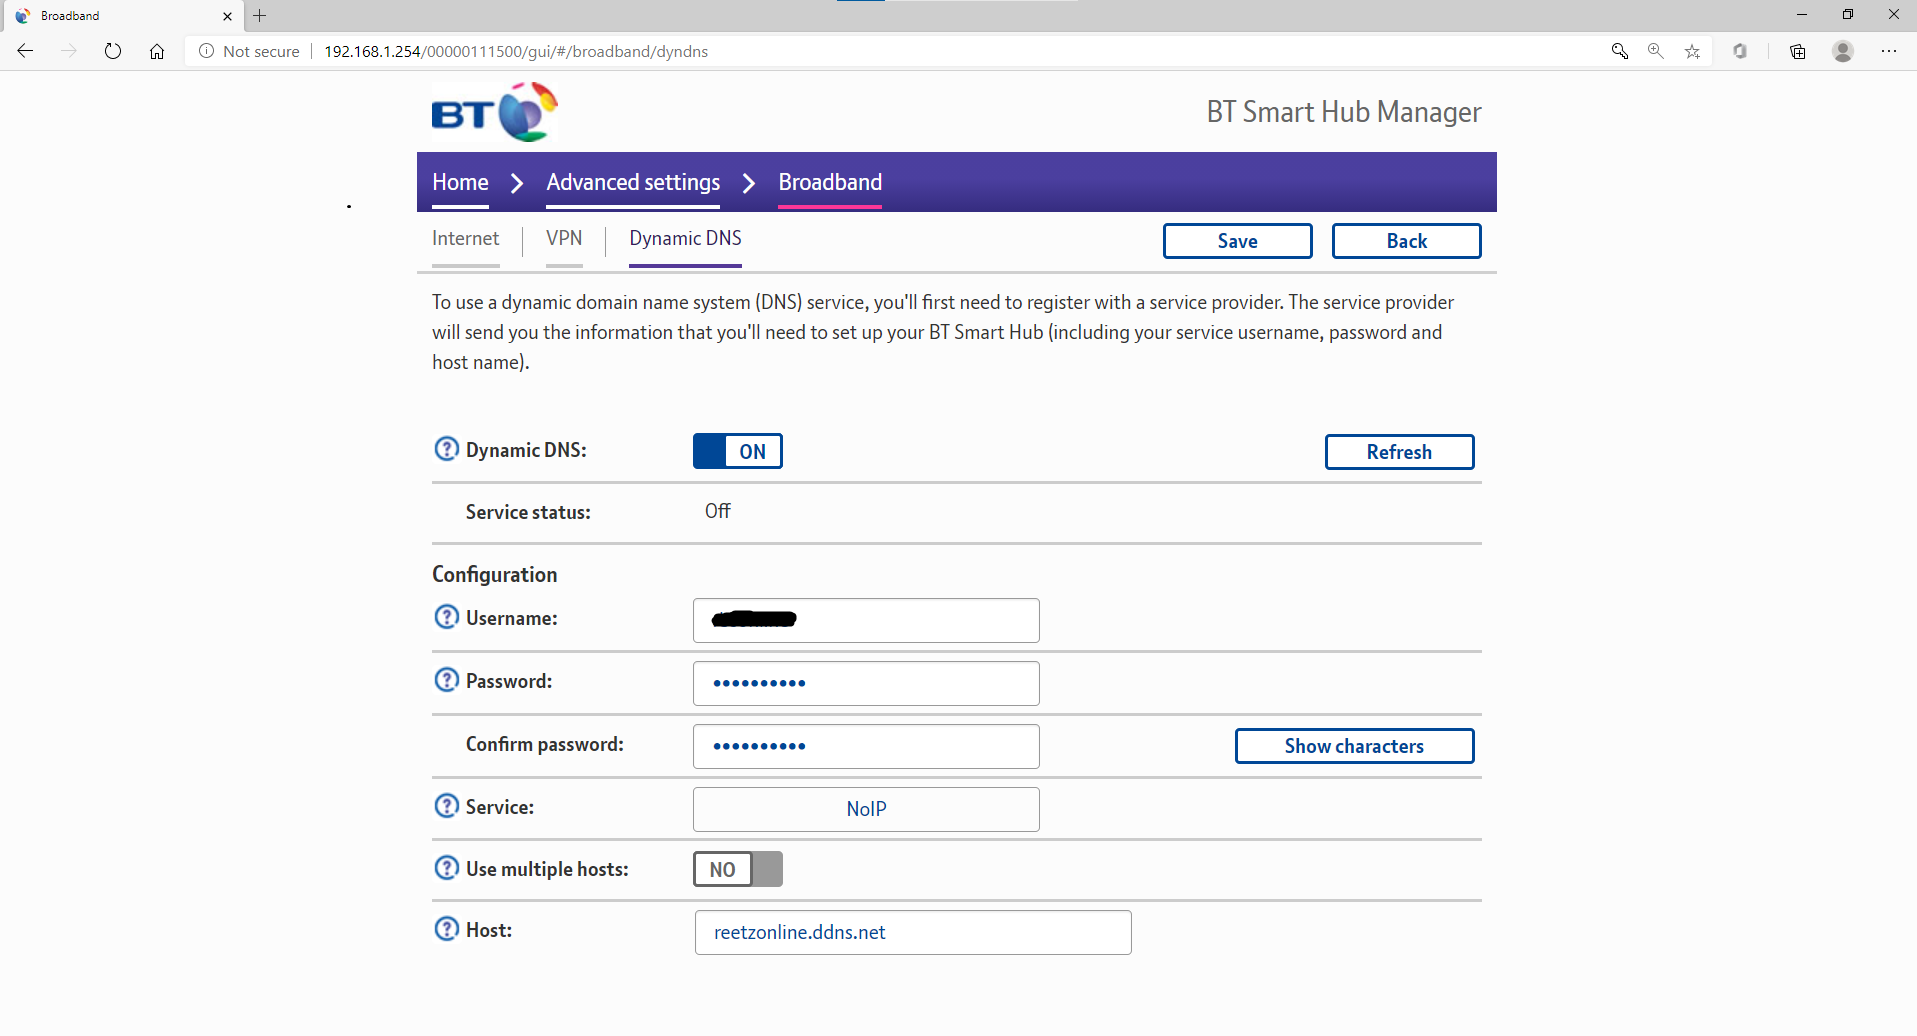 Broadband
Not secure 192.168.1.254/00000111500/gui/#/broadband/dyndns
BT
BT Smart Hub Manager
Home Advanced settings Broadband
Internet VPN Dynamic DNS Save Back
To use a dynamic domain name system (DNS) service, you'll first need to register with a service provider. The service provider
will send you the information that you'll need to set up your BT Smart Hub (including your service username, password and
host name).
Dynamic DNS: ON Refresh
Service status: Off
Configuration
Username:
Password: ••••••••••
Confirm password: •••••••••• Show characters
Service: NoIP
Use multiple hosts: NO
Host: reetzonline.ddns.net